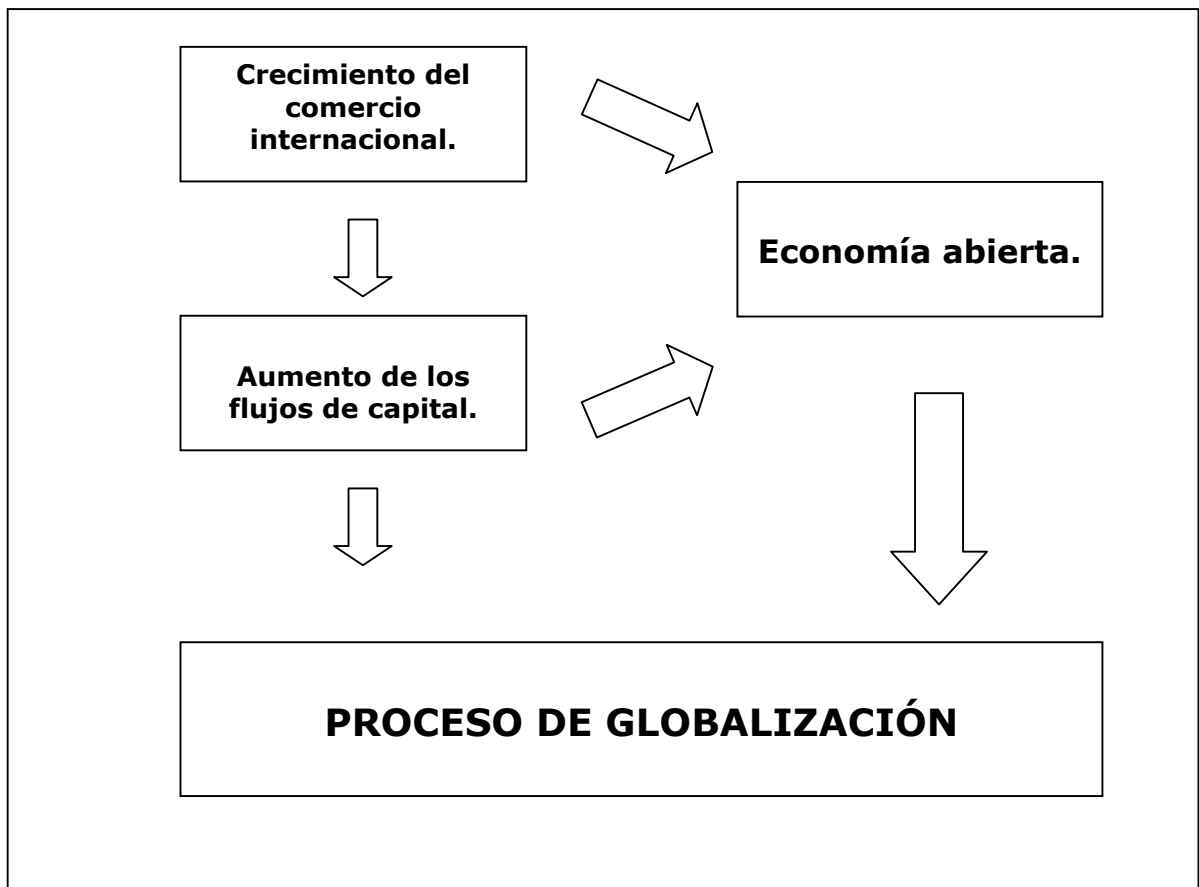 Crecimiento del
comercio
internacional.
Economía abierta.
Aumento de los
flujos de capital.
PROCESO DE GLOBALIZACIÓN